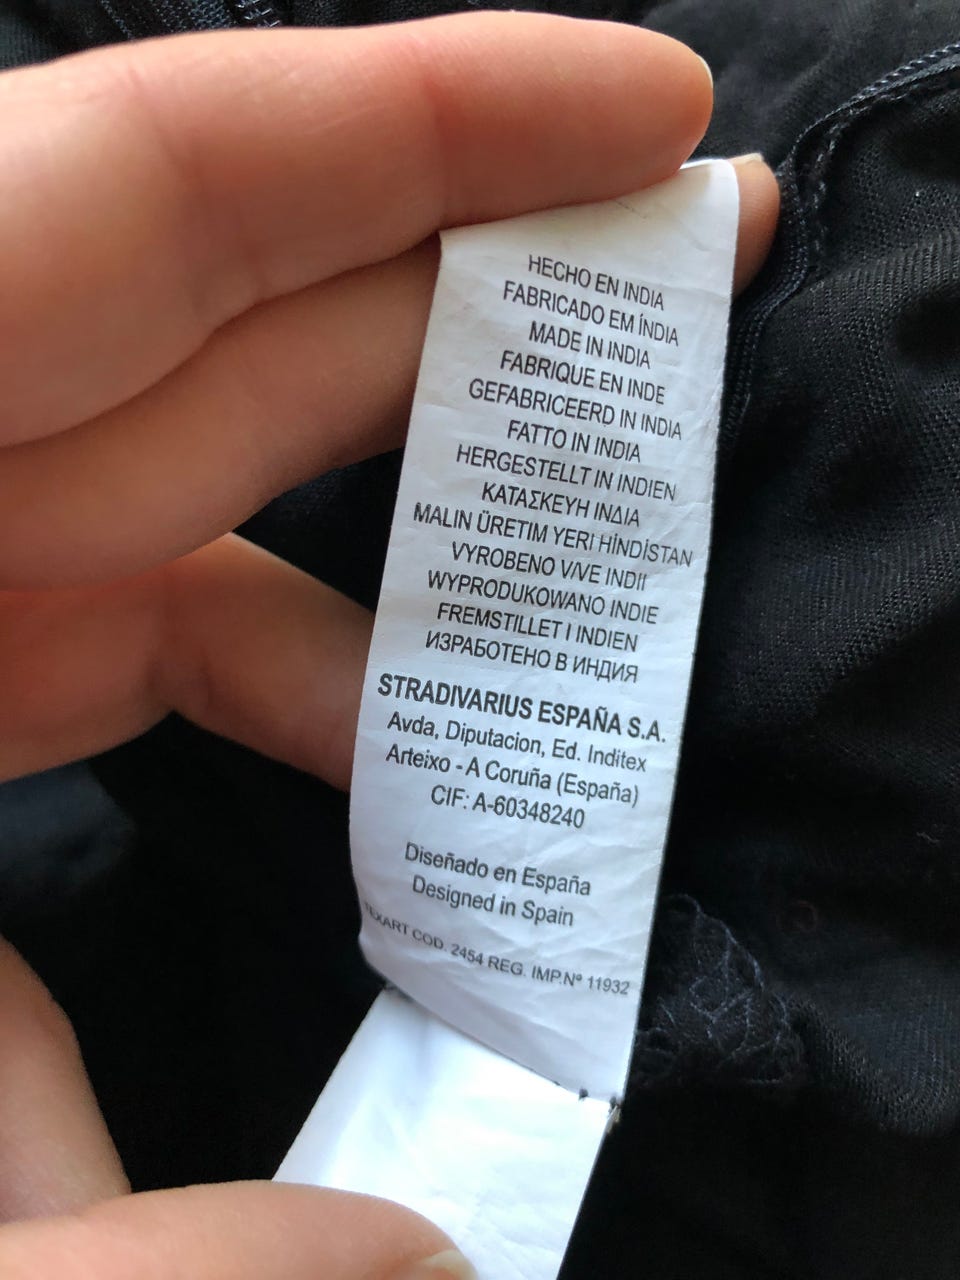 HECHO EN INDIA
FABRICADO EM ÍNDIA
MADE IN INDIA
FABRIQUE EN INDE
GEFABRICEERD IN INDIA
FATTO IN INDIA
HERGESTELLT IN INDIEN
ΚΑΤΑΣΚΕΥΗ ΙΝΔΙΑ
MALIN ÜRETIM YERI HİNDİSTAN
VYROBENO V/VE INDII
WYPRODUKOWANO INDIE
FREMSTILLET I INDIEN
ИЗРАБОТЕНО В ИНДИЯ
STRADIVARIUS ESPAÑA S.A.
Avda, Diputacion, Ed. Inditex
Arteixo - A Coruña (España)
CIF: A-60348240
Diseñado en España
Designed in Spain
TEXART COD. 2454 REG. IMP.Nº 11932